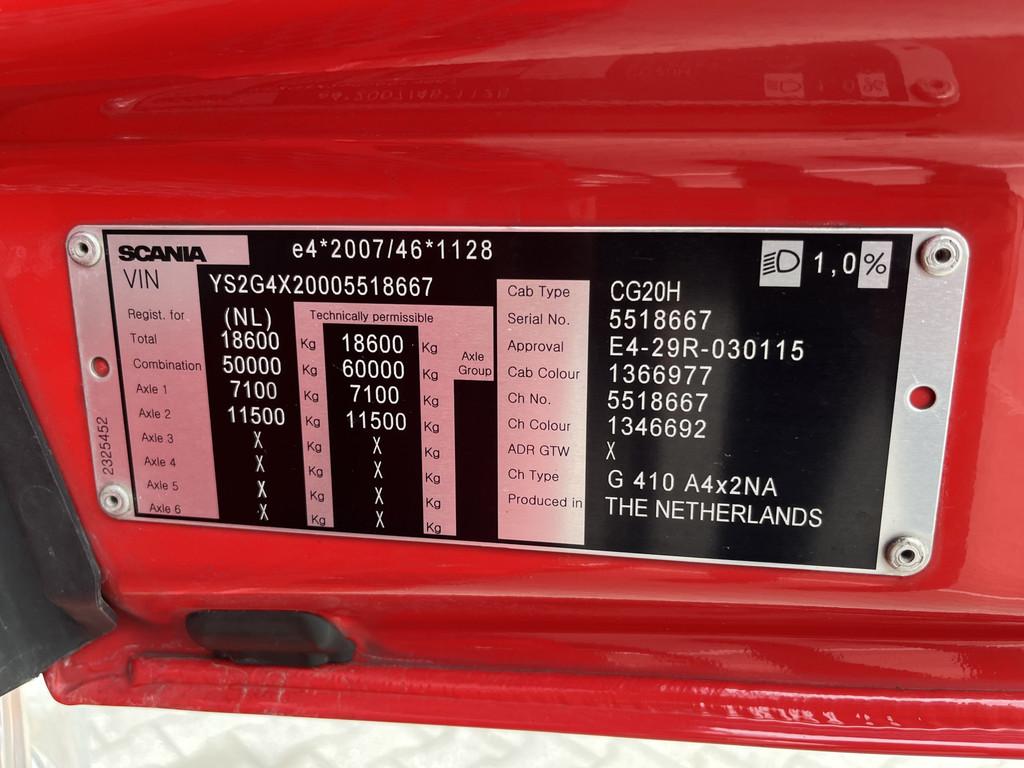 SCANIA e4*2007/46*1128 1,0%
VIN YS2G4X20005518667
Regist. for (NL) Technically permissible
Total 18600 Kg 18600 Kg
Combination 50000 Kg 60000 Kg Axle Group
Axle 1 7100 Kg 7100 Kg
Axle 2 11500 Kg 11500 Kg
Axle 3 X Kg X Kg
Axle 4 X Kg X Kg
Axle 5 X Kg X Kg
Axle 6 X Kg X Kg
2325452
Cab Type CG20H
Serial No. 5518667
Approval E4-29R-030115
Cab Colour 1366977
Ch No. 5518667
Ch Colour 1346692
ADR GTW X
Ch Type G 410 A4x2NA
Produced in THE NETHERLANDS